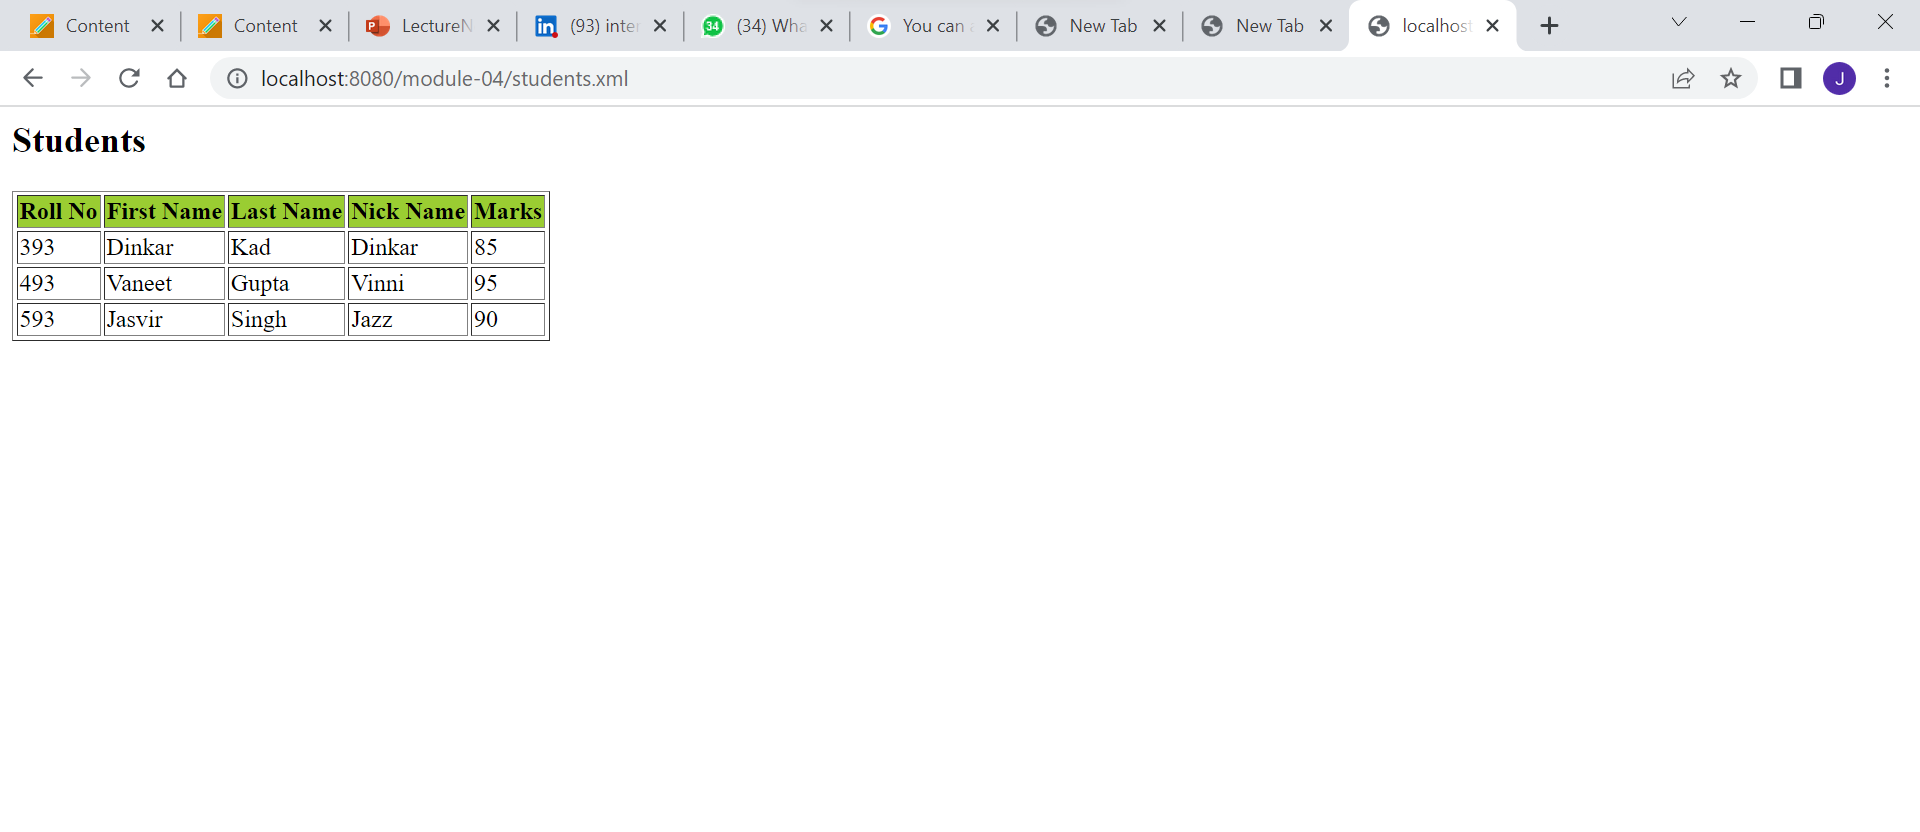 Content Content LectureN (93) inte 34 (34) Wha You can New Tab New Tab localhost
localhost:8080/module-04/students.xml J
Students
Roll No First Name Last Name Nick Name Marks
393 Dinkar Kad Dinkar 85
493 Vaneet Gupta Vinni 95
593 Jasvir Singh Jazz 90